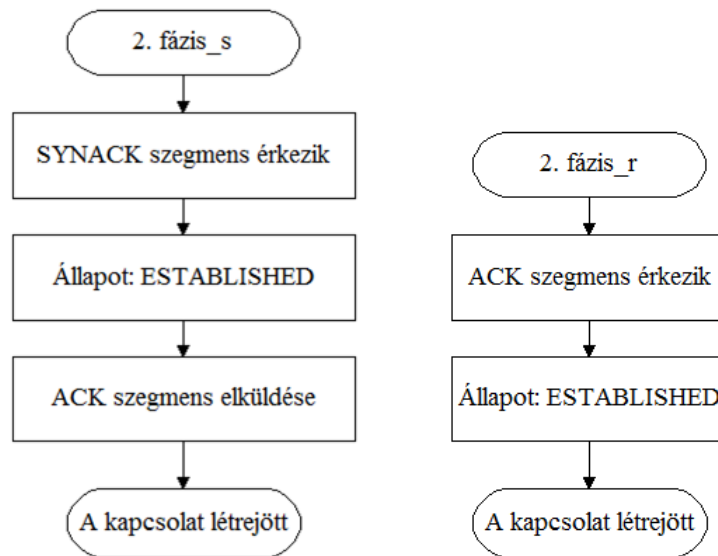 2. fázis_s
SYNACK szegmens érkezik
Állapot: ESTABLISHED
ACK szegmens elküldése
A kapcsolat létrejött
2. fázis_r
ACK szegmens érkezik
Állapot: ESTABLISHED
A kapcsolat létrejött